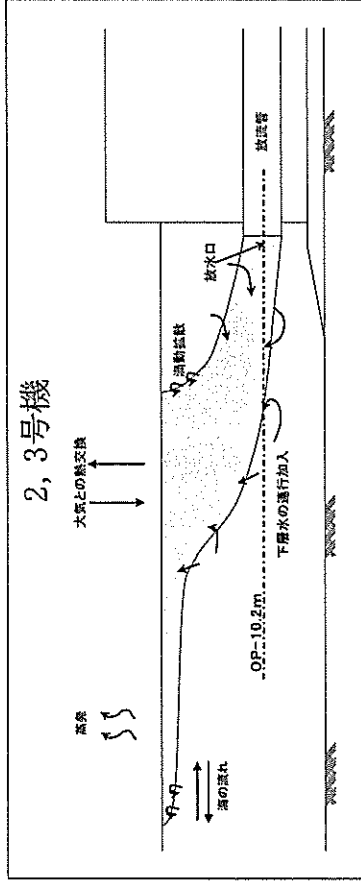 2,3号機
大気との熱交換
蒸発
渦動拡散
放水口
放流管
海の流れ
OP-10.2m
下層水の連行加入